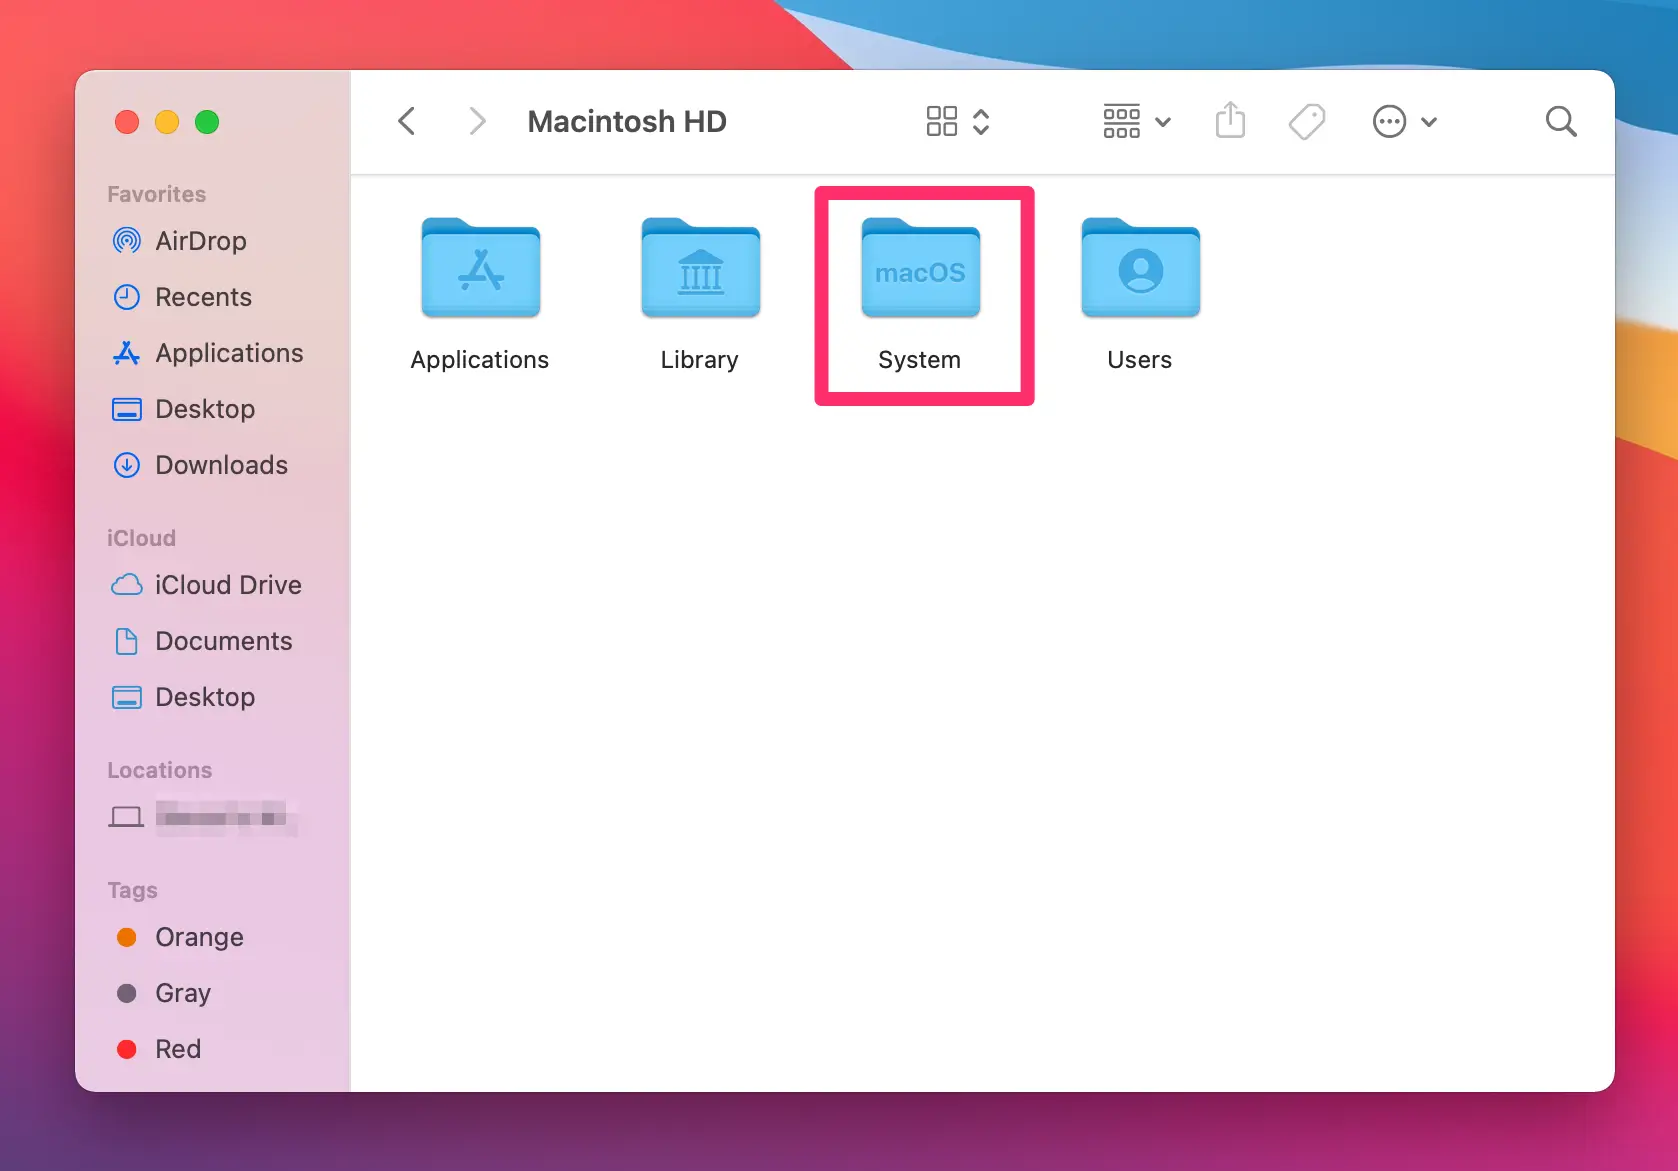 Macintosh HD
Favorites
AirDrop
Recents
Applications
Desktop
Downloads
iCloud
iCloud Drive
Documents
Desktop
Locations
Tags
Orange
Gray
Red
macOS
Applications
Library
System
Users